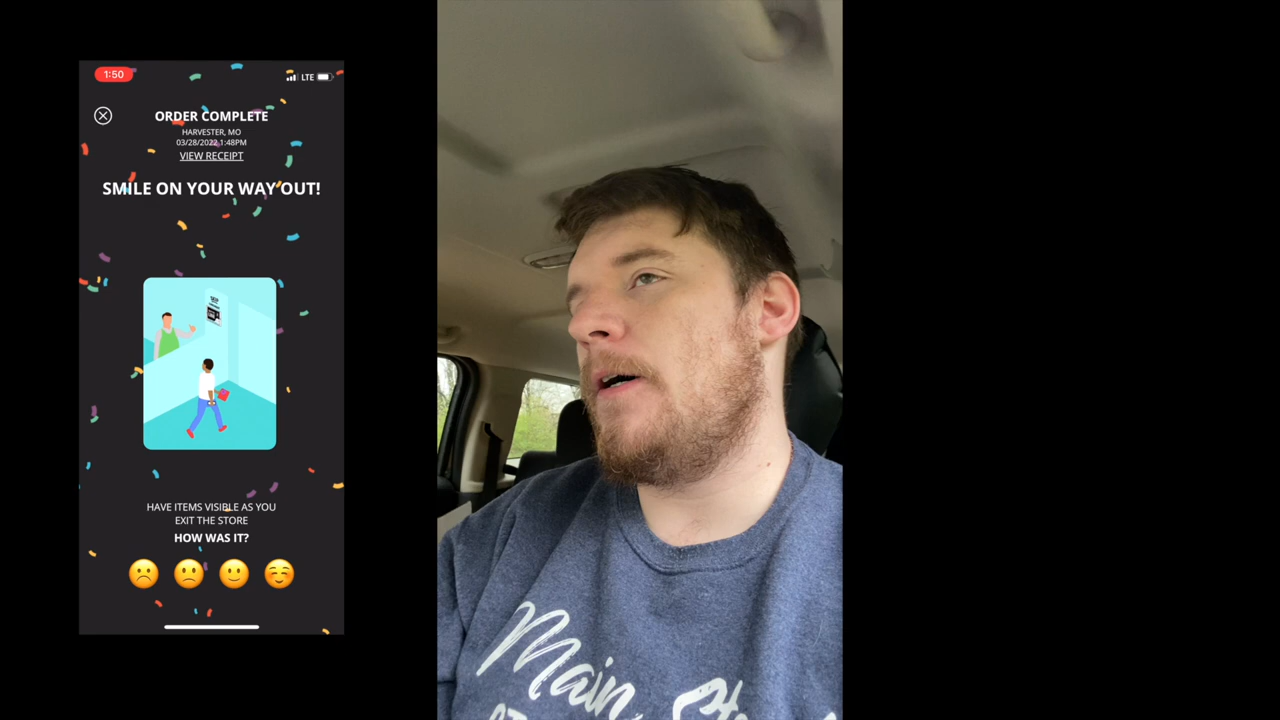 1:50
LTE
ORDER COMPLETE
HARVESTER, MO
03/28/2022 1:48PM
VIEW RECEIPT
SMILE ON YOUR WAY OUT!
HAVE ITEMS VISIBLE AS YOU
EXIT THE STORE
HOW WAS IT?
Main